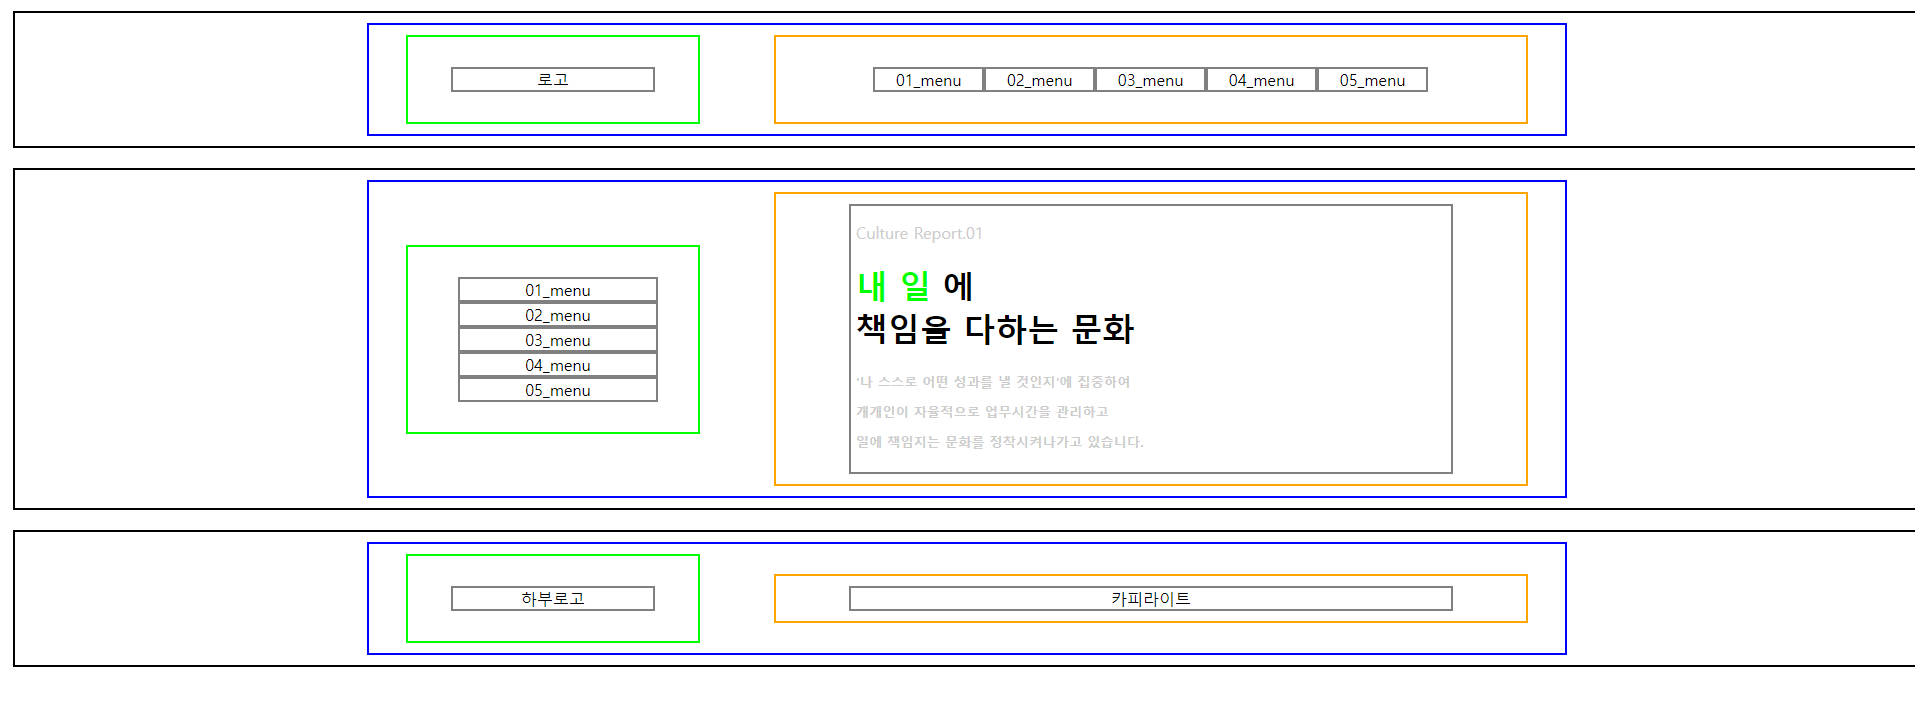 로고
01_menu 02_menu 03_menu 04_menu 05_menu
01_menu
02_menu
03_menu
04_menu
05_menu
Culture Report.01
내 일 에
책임을 다하는 문화
'나 스스로 어떤 성과를 낼 것인지'에 집중하여
개개인이 자율적으로 업무시간을 관리하고
일에 책임지는 문화를 정착시켜나가고 있습니다.
하부로고
카피라이트